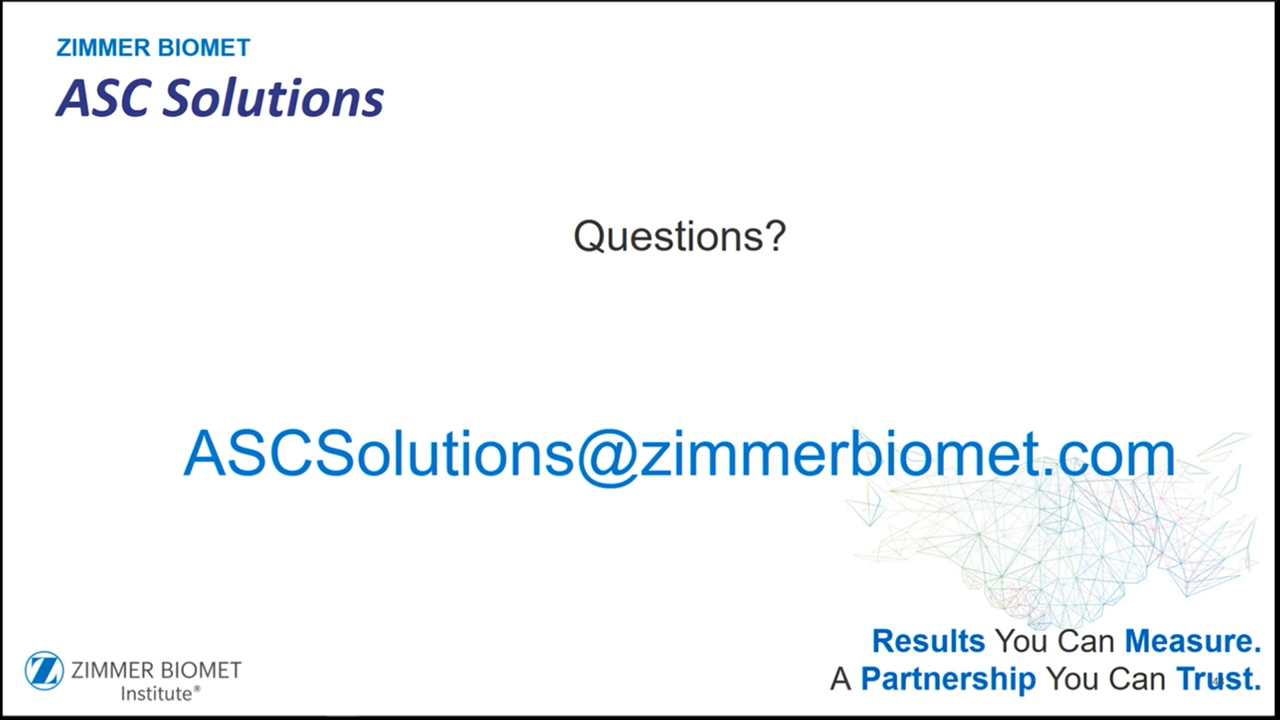 ZIMMER BIOMET
ASC Solutions
Questions?
ASCSolutions@zimmerbiomet.com
Results You Can Measure.
A Partnership You Can Trust.
ZIMMER BIOMET
Institute®